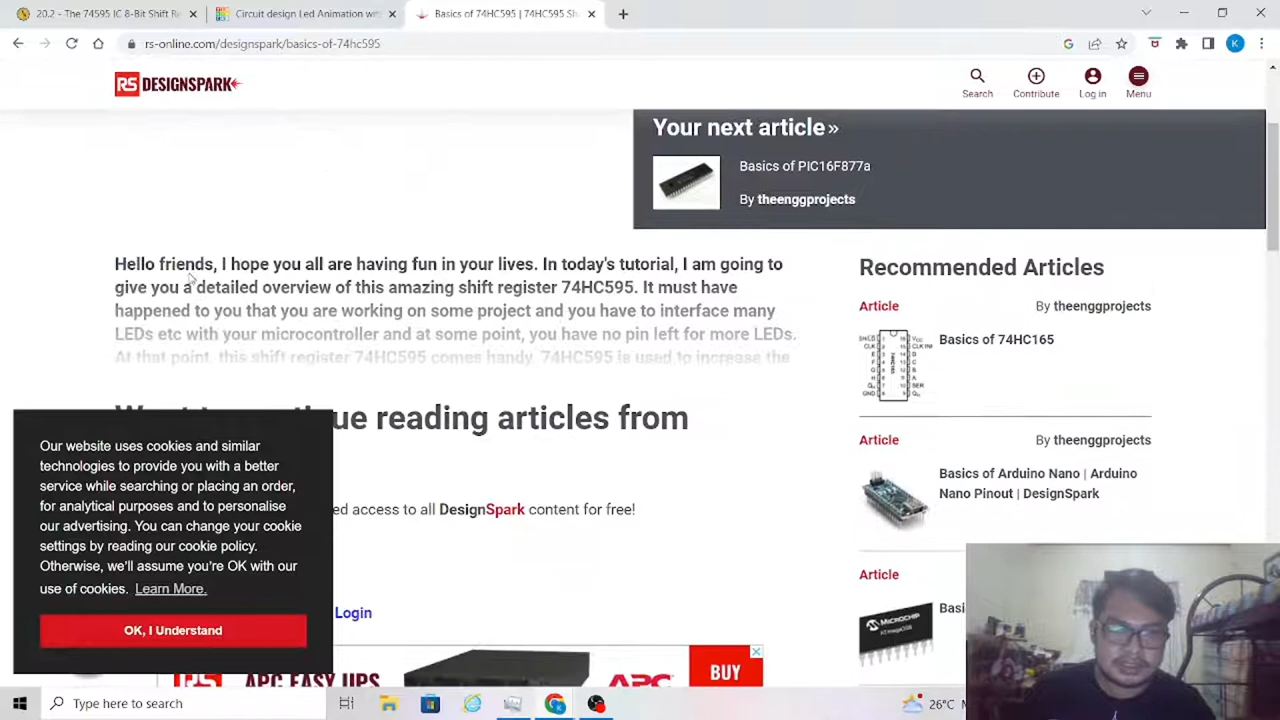 20.2 - The 74595 IC 8-Bit Shift Re
Circuit design Led Animation wit
Basics of 74HC595 | 74HC595 Sh
rs-online.com/designspark/basics-of-74hc595
K
RS DESIGNSPARK
Search
Contribute
Log in
Menu
Your next article »
Basics of PIC16F877a
By theenggprojects
Hello friends, I hope you all are having fun in your lives. In today's tutorial, I am going to
give you a detailed overview of this amazing shift register 74HC595. It must have
happened to you that you are working on some project and you have to interface many
LEDs etc with your microcontroller and at some point, you have no pin left for more LEDs.
At that point, this shift register 74HC595 comes handy. 74HC595 is used to increase the
Recommended Articles
Article
By theenggprojects
Basics of 74HC165
Article
By theenggprojects
Basics of Arduino Nano | Arduino
Nano Pinout | DesignSpark
Article
MICROCHIP
Want to continue reading articles from
ed access to all DesignSpark content for free!
Login
Our website uses cookies and similar
technologies to provide you with a better
service while searching or placing an order,
for analytical purposes and to personalise
our advertising. You can change your cookie
settings by reading our cookie policy.
Otherwise, we'll assume you're OK with our
use of cookies. Learn More.
OK, I Understand
RS
APC EASY UPS
APC
BUY
Type here to search
26°C